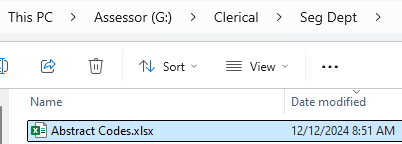 This PC > Assessor (G:) > Clerical > Seg Dept >
Sort View
Name Date modified
Abstract Codes.xlsx 12/12/2024 8:51 AM